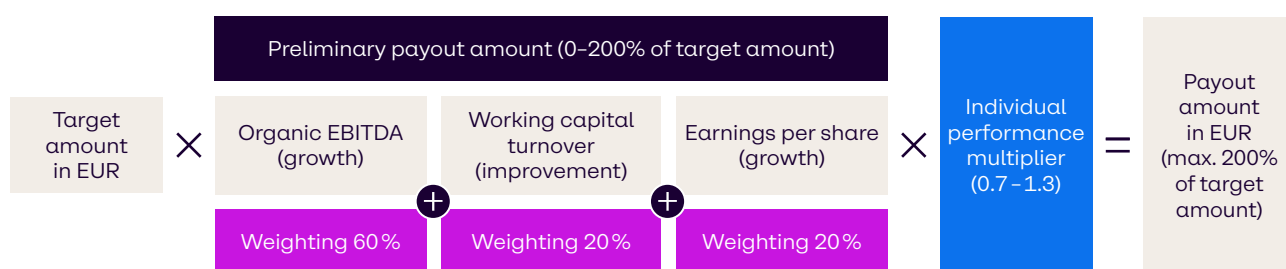 Preliminary payout amount (0–200% of target amount)
Target
amount
in EUR
×
Organic EBITDA
(growth)
+
Working capital
turnover
(improvement)
+
Earnings per share
(growth)
Weighting 60%
Weighting 20%
Weighting 20%
×
Individual
performance
multiplier
(0.7–1.3)
=
Payout
amount
in EUR
(max. 200%
of target
amount)